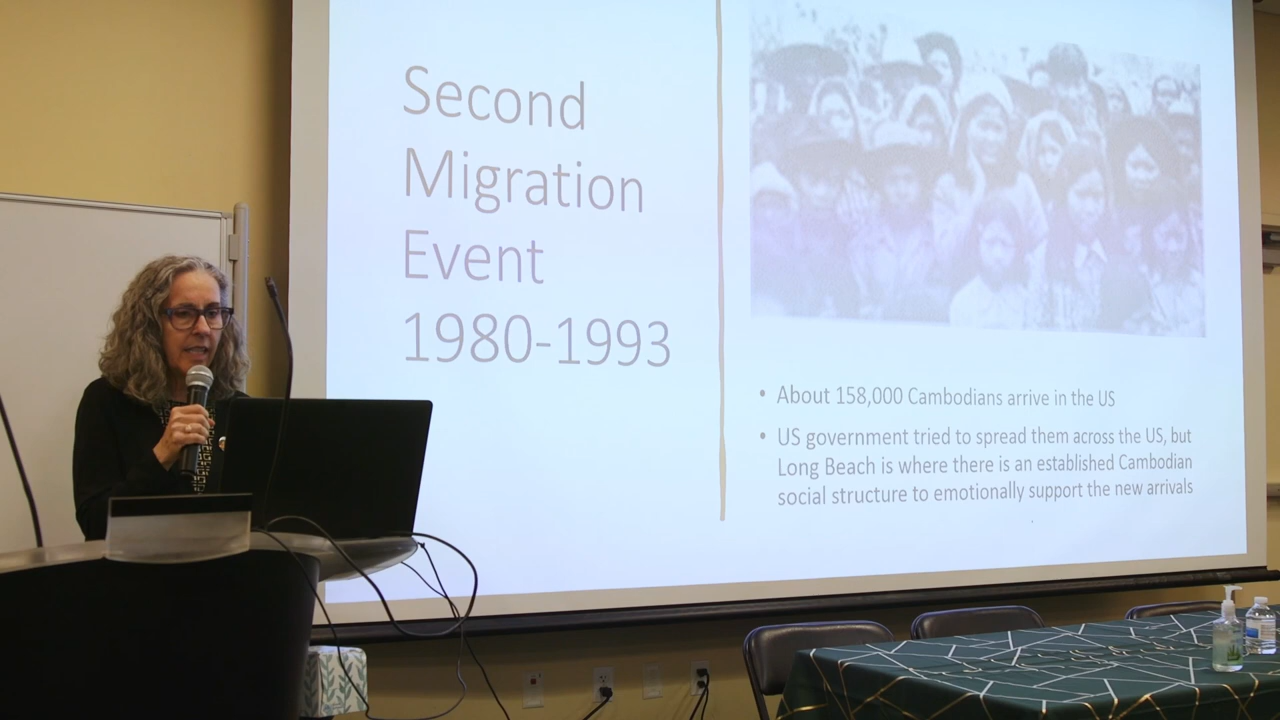 Second
Migration
Event
1980-1993
• About 158,000 Cambodians arrive in the US
• US government tried to spread them across the US, but
Long Beach is where there is an established Cambodian
social structure to emotionally support the new arrivals